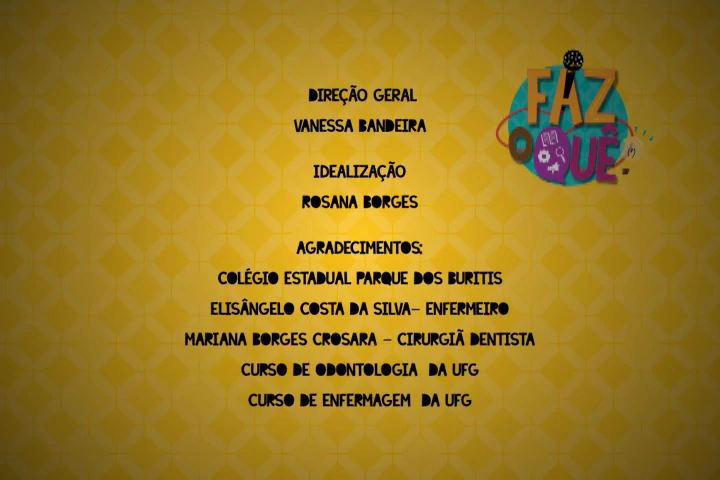 FAZ
O QUÊ
DIREÇÃO GERAL
VANESSA BANDEIRA
IDEALIZAÇÃO
ROSANA BORGES
AGRADECIMENTOS:
COLÉGIO ESTADUAL PARQUE DOS BURITIS
ELISÂNGELO COSTA DA SILVA- ENFERMEIRO
MARIANA BORGES CROSARA - CIRURGIÃ DENTISTA
CURSO DE ODONTOLOGIA DA UFG
CURSO DE ENFERMAGEM DA UFG